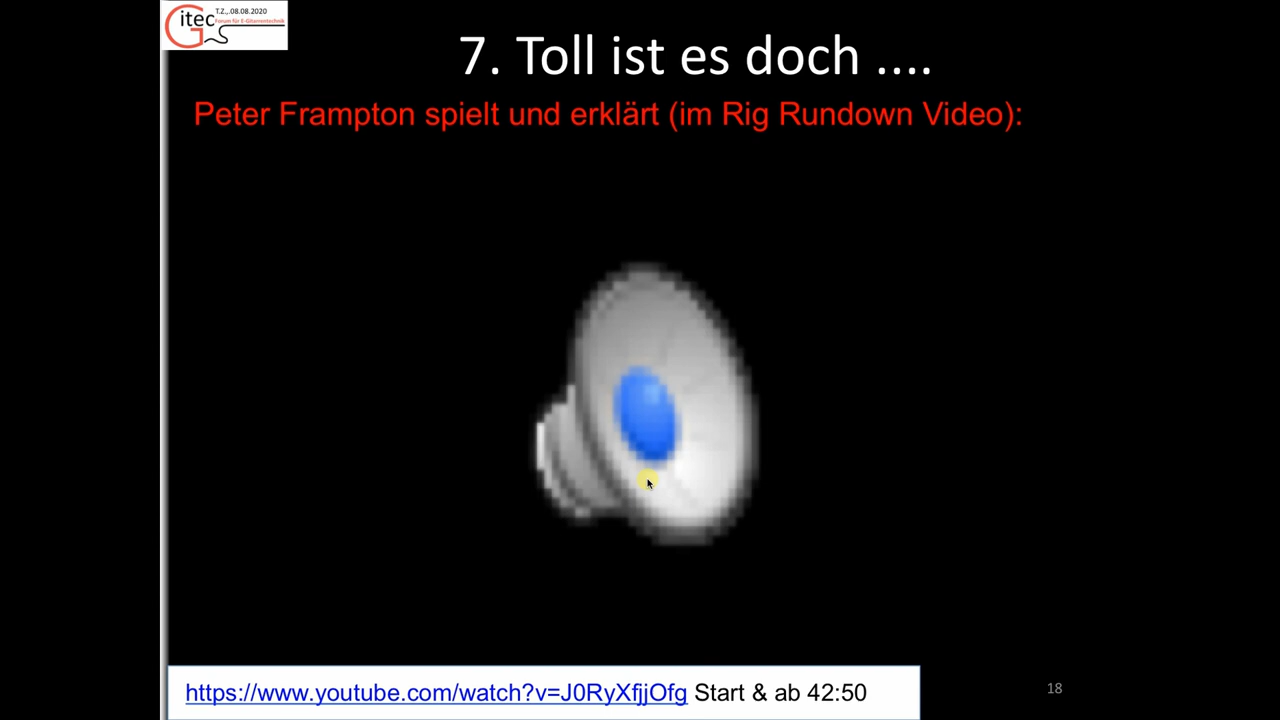 T.Z.,.08.08.2020
Gitec
Forum für E-Gitarrentechnik
7. Toll ist es doch ....
Peter Frampton spielt und erklärt (im Rig Rundown Video):
https://www.youtube.com/watch?v=J0RyXfjjOfg Start & ab 42:50
18